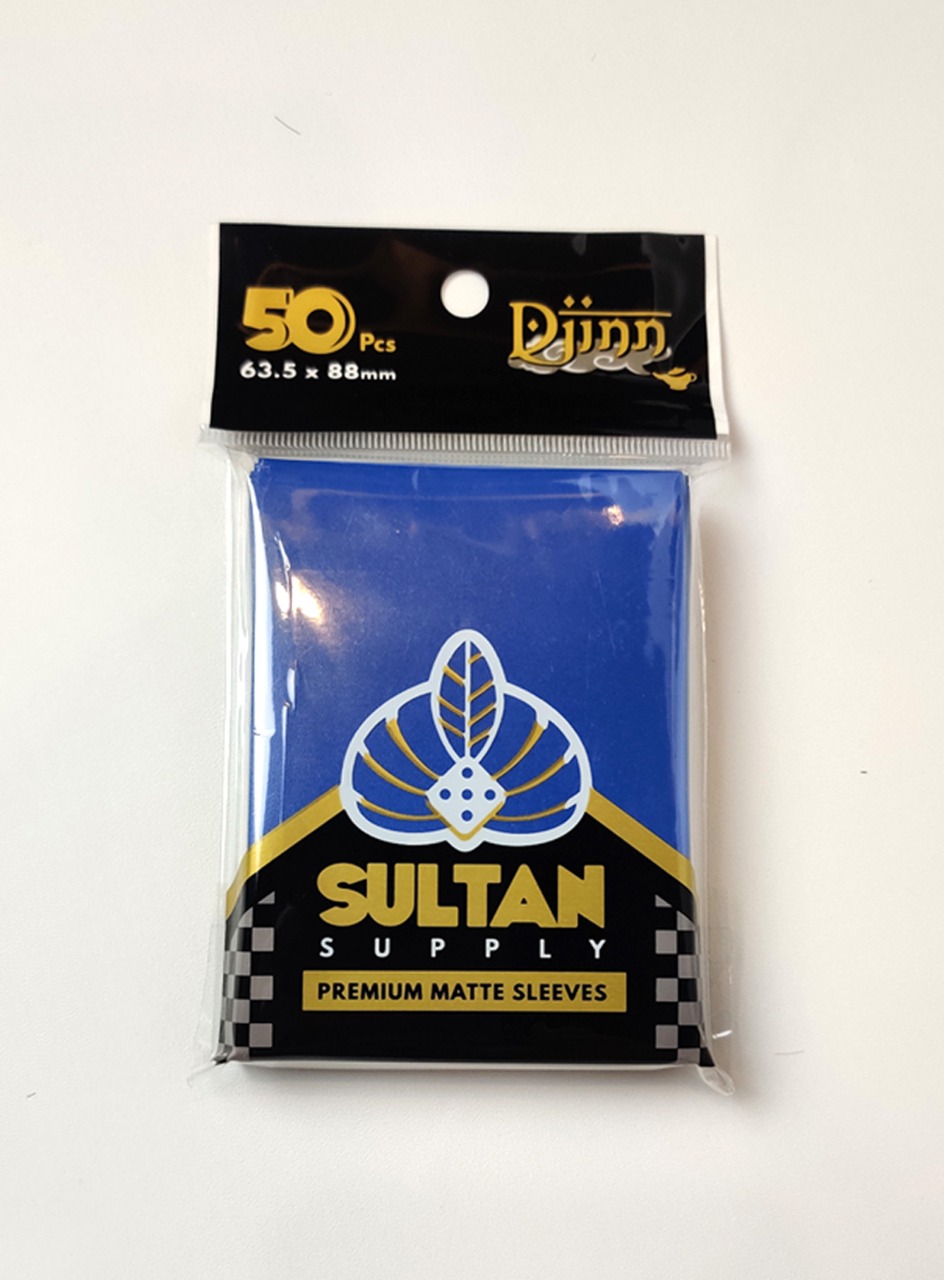 50 Pcs
63.5 x 88mm
Djinn
SULTAN
SUPPLY
PREMIUM MATTE SLEEVES